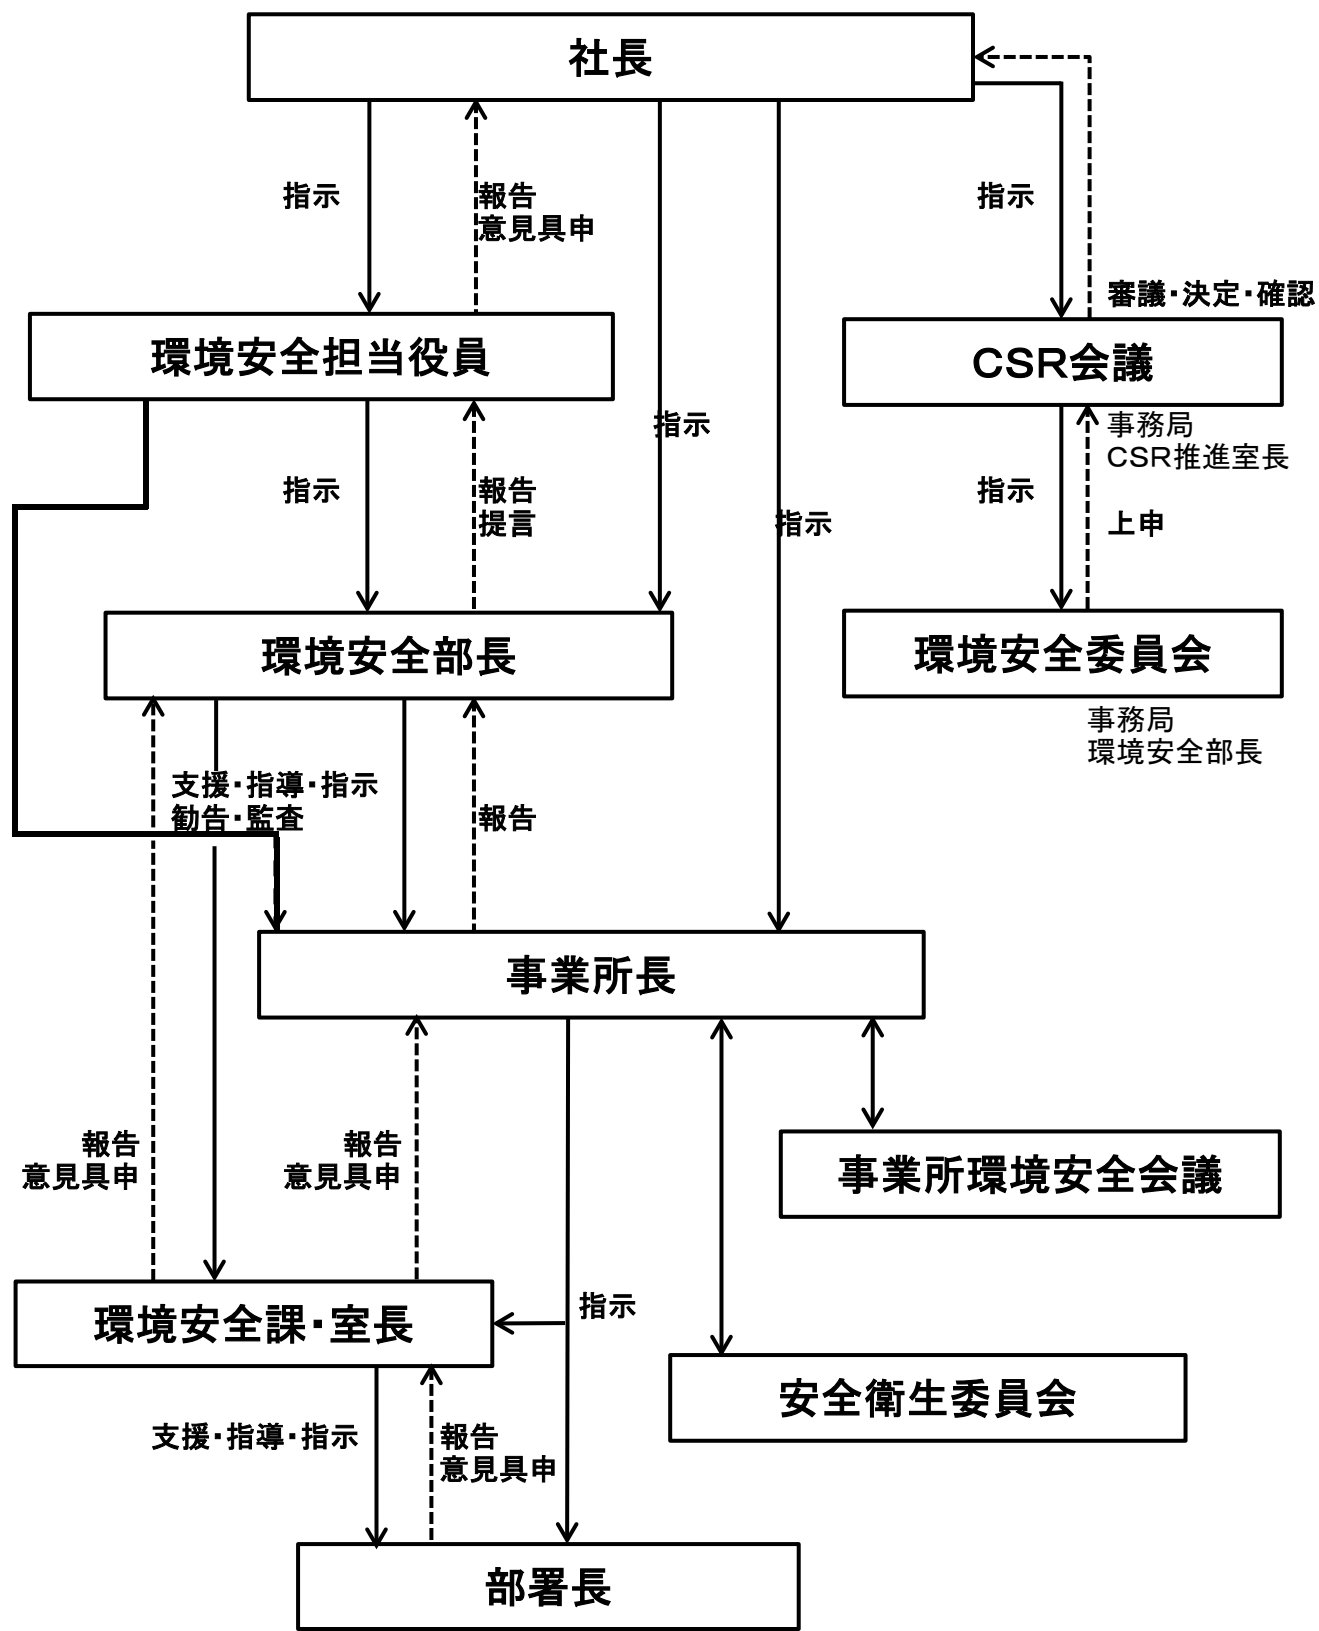 社長
指示
報告
意見具申
指示
審議・決定・確認
環境安全担当役員
CSR会議
指示
事務局
CSR推進室長
指示
報告
提言
指示
指示
上申
環境安全部長
環境安全委員会
事務局
環境安全部長
支援・指導・指示
勧告・監査
報告
事業所長
報告
意見具申
報告
意見具申
事業所環境安全会議
指示
環境安全課・室長
安全衛生委員会
支援・指導・指示
報告
意見具申
部署長